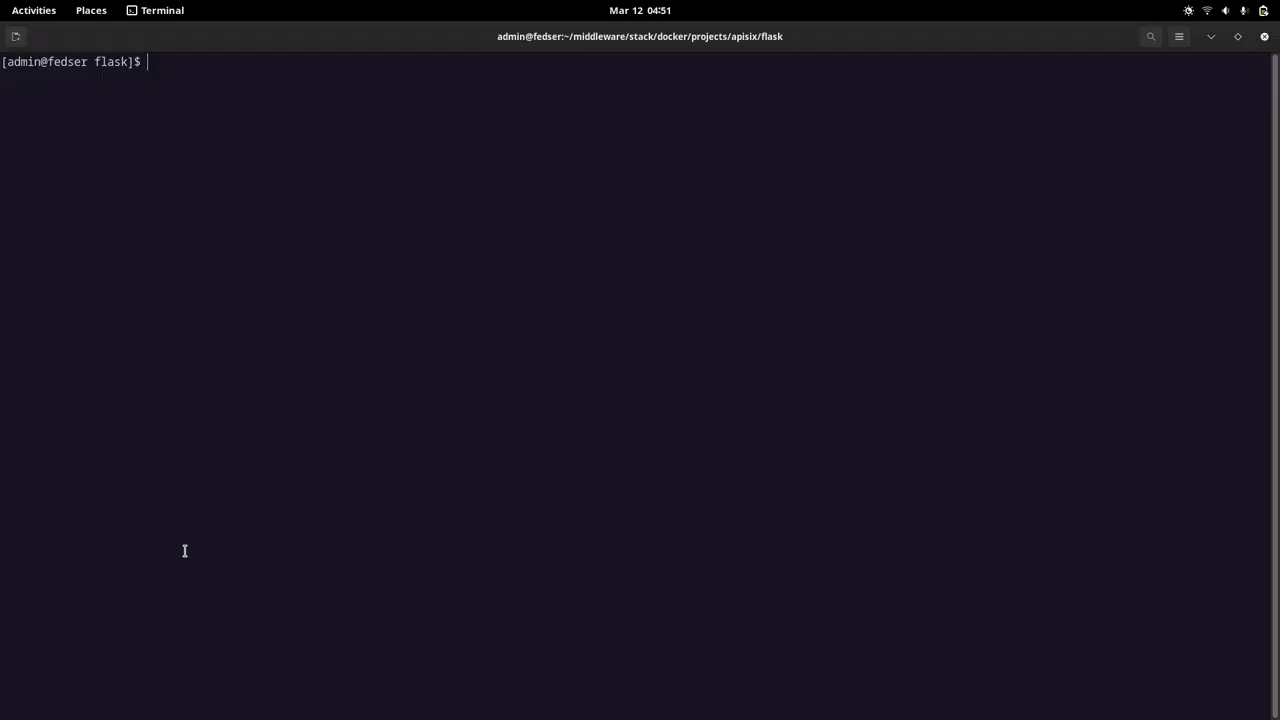 Activities Places Terminal Mar 12 04:51
admin@fedser:~/middleware/stack/docker/projects/apisix/flask
[admin@fedser flask]$